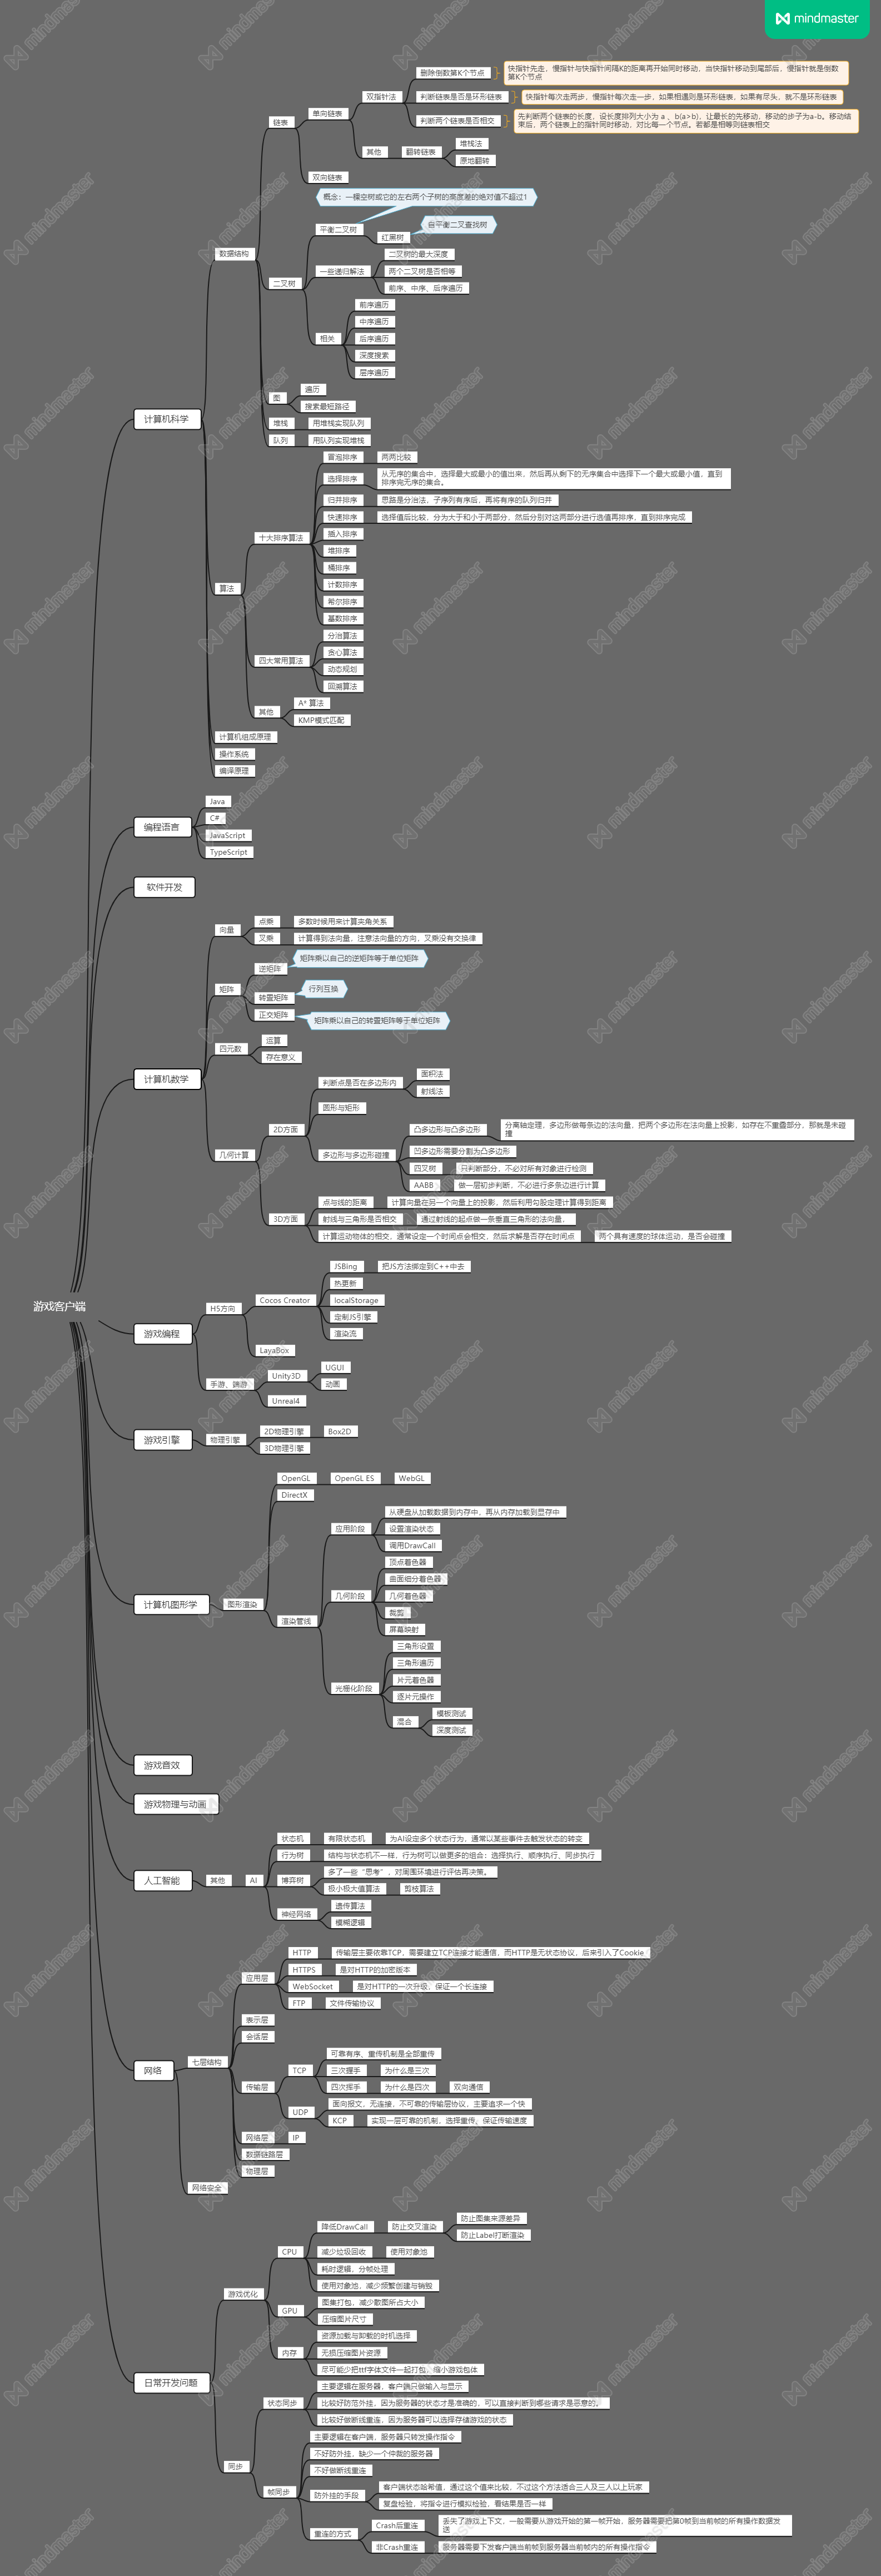 mindmaster
游戏客户端
计算机科学
数据结构
链表
单向链表
双指针法
删除倒数第K个节点
快指针先走，慢指针与快指针间隔K的距离再开始同时移动，当快指针移动到尾部后，慢指针就是倒数
第K个节点
判断链表是否是环形链表
快指针每次走两步，慢指针每次走一步，如果相遇则是环形链表，如果有尽头，就不是环形链表
判断两个链表是否相交
先判断两个链表的长度，设长度排列大小为 a 、b(a>b)，让最长的先移动，移动的步子为a-b。移动结
束后，两个链表上的指针同时移动，对比每一个节点。若都是相等则链表相交
其他
翻转链表
堆栈法
原地翻转
双向链表
二叉树
平衡二叉树
概念：一棵空树或它的左右两个子树的高度差的绝对值不超过1
红黑树
自平衡二叉查找树
一些递归解法
二叉树的最大深度
两个二叉树是否相等
前序、中序、后序遍历
相关
前序遍历
中序遍历
后序遍历
深度搜索
层序遍历
图
遍历
搜索最短路径
堆栈
用堆栈实现队列
队列
用队列实现堆栈
算法
十大排序算法
冒泡排序
两两比较
选择排序
从无序的集合中，选择最大或最小的值出来，然后再从剩下的无序集合中选择下一个最大或最小值，直到
排序完无序的集合。
归并排序
思路是分治法，子序列有序后，再将有序的队列归并
快速排序
选择值后比较，分为大于和小于两部分，然后分别对这两部分进行选值再排序，直到排序完成
插入排序
堆排序
桶排序
计数排序
希尔排序
基数排序
四大常用算法
分治算法
贪心算法
动态规划
回溯算法
其他
A* 算法
KMP模式匹配
计算机组成原理
操作系统
编译原理
编程语言
Java
C#
JavaScript
TypeScript
软件开发
计算机数学
向量
点乘
多数时候用来计算夹角关系
叉乘
计算得到法向量，注意法向量的方向，叉乘没有交换律
矩阵
逆矩阵
矩阵乘以自己的逆矩阵等于单位矩阵
转置矩阵
行列互换
正交矩阵
矩阵乘以自己的转置矩阵等于单位矩阵
四元数
运算
存在意义
几何计算
2D方面
判断点是否在多边形内
面积法
射线法
圆形与矩形
多边形与多边形碰撞
凸多边形与凸多边形
分离轴定理，多边形做每条边的法向量，把两个多边形在法向量上投影，如存在不重叠部分，那就是未碰
撞
凹多边形需要分割为凸多边形
四叉树
只判断部分，不必对所有对象进行检测
AABB
做一层初步判断，不必进行多条边进行计算
3D方面
点与线的距离
计算向量在另一个向量上的投影，然后利用勾股定理计算得到距离
射线与三角形是否相交
通过射线的起点做一条垂直三角形的法向量，
计算运动物体的相交，通常设定一个时间点会相交，然后求解是否存在时间点
两个具有速度的球体运动，是否会碰撞
游戏编程
H5方向
Cocos Creator
JSBing
把JS方法绑定到C++中去
热更新
localStorage
定制JS引擎
渲染流
LayaBox
手游、端游
Unity3D
UGUI
动画
Unreal4
游戏引擎
物理引擎
2D物理引擎
Box2D
3D物理引擎
计算机图形学
图形渲染
OpenGL
OpenGL ES
WebGL
DirectX
渲染管线
应用阶段
从硬盘从加载数据到内存中，再从内存加载到显存中
设置渲染状态
调用DrawCall
几何阶段
顶点着色器
曲面细分着色器
几何着色器
裁剪
屏幕映射
光栅化阶段
三角形设置
三角形遍历
片元着色器
逐片元操作
混合
模板测试
深度测试
游戏音效
游戏物理与动画
人工智能
其他
AI
状态机
有限状态机
为AI设定多个状态行为，通常以某些事件去触发状态的转变
行为树
结构与状态机不一样，行为树可以做更多的组合：选择执行、顺序执行、同步执行
博弈树
多了一些“思考”，对周围环境进行评估再决策。
极小极大值算法
剪枝算法
神经网络
遗传算法
模糊逻辑
网络
七层结构
应用层
HTTP
传输层主要依靠TCP，需要建立TCP连接才能通信，而HTTP是无状态协议，后来引入了Cookie
HTTPS
是对HTTP的加密版本
WebSocket
是对HTTP的一次升级，保证一个长连接
FTP
文件传输协议
表示层
会话层
传输层
TCP
可靠有序、重传机制是全部重传
三次握手
为什么是三次
四次挥手
为什么是四次
双向通信
UDP
面向报文，无连接，不可靠的传输层协议，主要追求一个快
KCP
实现一层可靠的机制，选择重传、保证传输速度
网络层
IP
数据链路层
物理层
网络安全
日常开发问题
游戏优化
CPU
降低DrawCall
防止交叉渲染
防止图集来源差异
防止Label打断渲染
减少垃圾回收
使用对象池
耗时逻辑，分帧处理
使用对象池，减少频繁创建与销毁
GPU
图集打包，减少散图所占大小
压缩图片尺寸
内存
资源加载与卸载的时机选择
无损压缩图片资源
尽可能少把ttf字体文件一起打包，缩小游戏包体
同步
状态同步
主要逻辑在服务器，客户端只做输入与显示
比较好防范外挂，因为服务器的状态才是准确的，可以直接判断到哪些请求是恶意的。
比较好做断线重连，因为服务器可以选择存储游戏的状态
帧同步
主要逻辑在客户端，服务器只转发操作指令
不好防外挂，缺少一个仲裁的服务器
不好做断线重连
防外挂的手段
客户端状态哈希值，通过这个值来比较，不过这个方法适合三人及三人以上玩家
复盘检验，将指令进行模拟检验，看结果是否一样
重连的方式
Crash后重连
丢失了游戏上下文，一般需要从游戏开始的第一帧开始，服务器需要把第0帧到当前帧的所有操作数据发
送
非Crash重连
服务器需要下发客户端当前帧到服务器当前帧内的所有操作指令